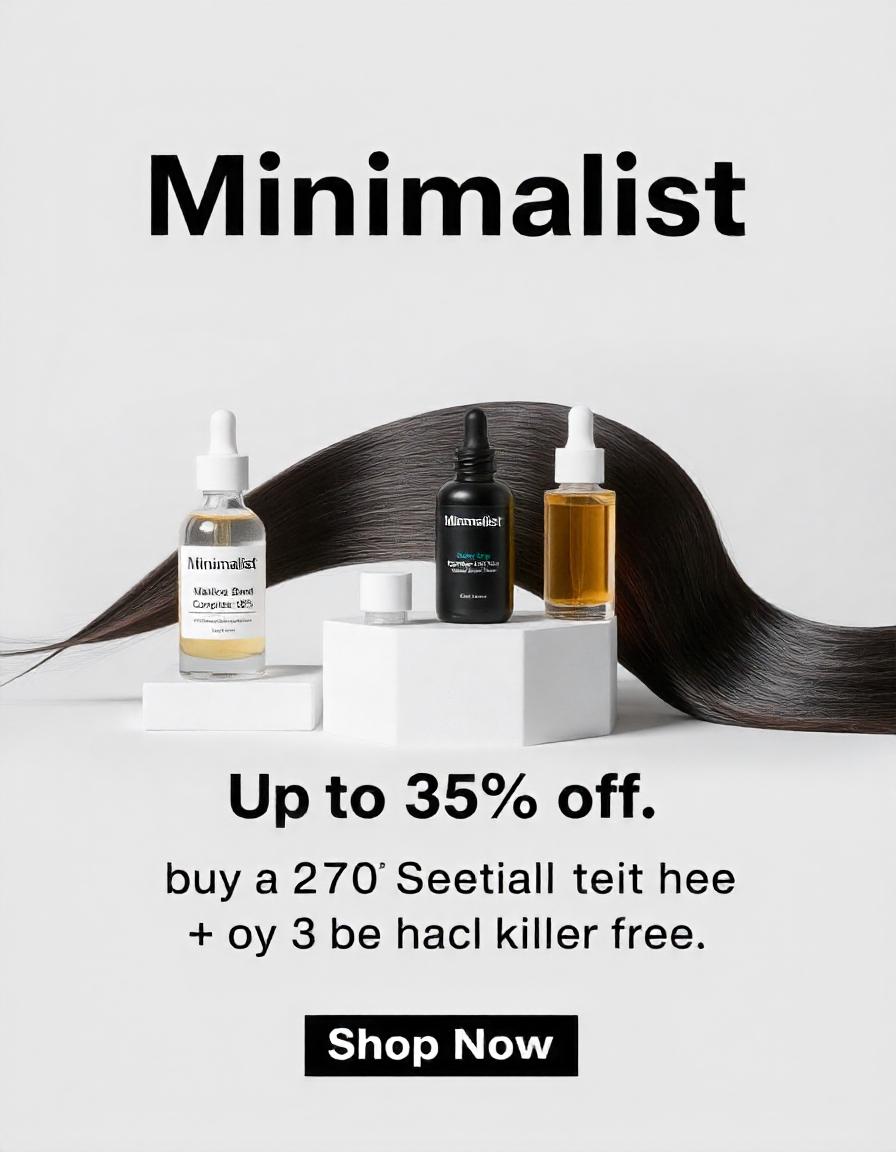 Minimalist
Minimalist
Minimalist
Up to 35% off.
buy a 270° Seetiall teit hee
+ oy 3 be hacl killer free.
Shop Now